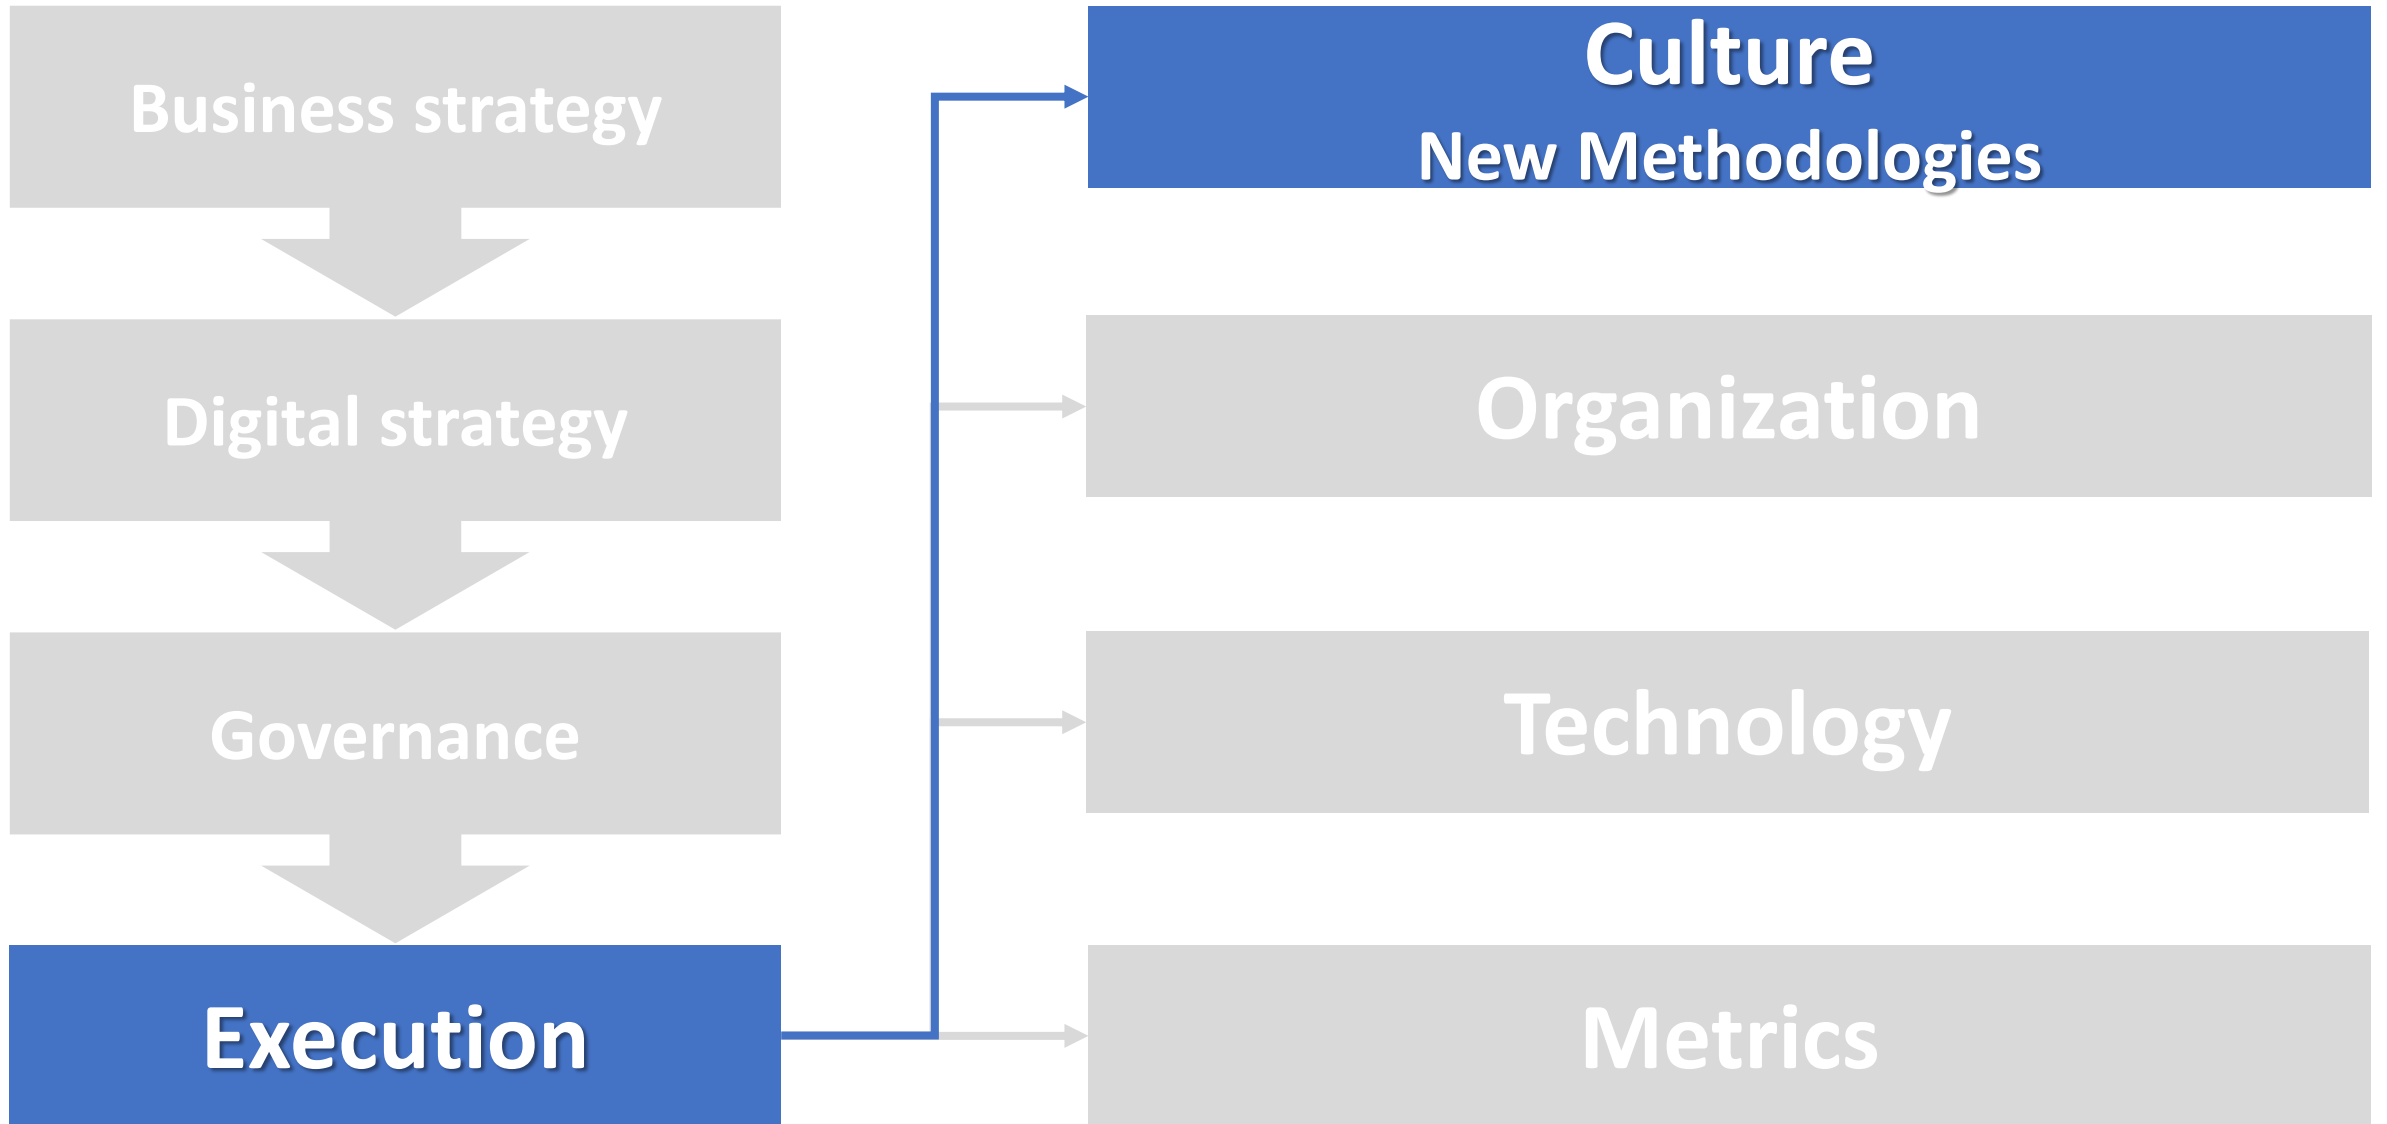 Business strategy
Digital strategy
Governance
Execution
Culture
New Methodologies
Organization
Technology
Metrics